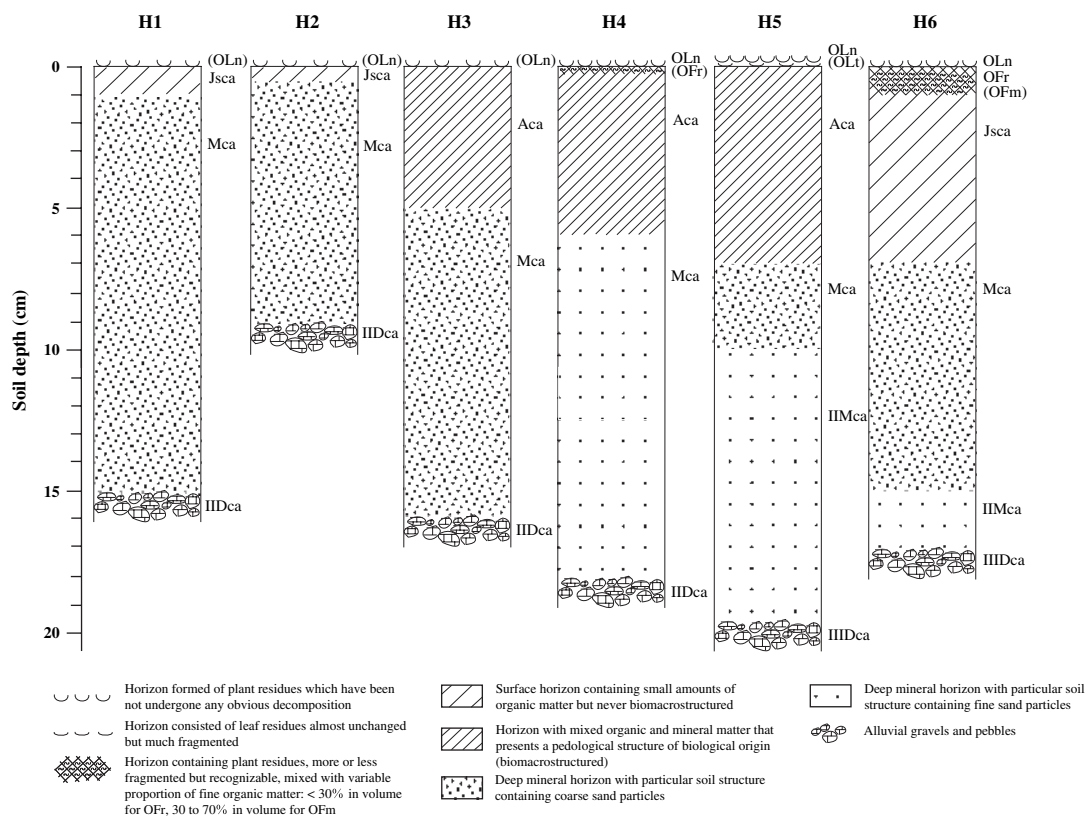 H1 H2 H3 H4 H5 H6
Soil depth (cm)
0
5
10
15
20
(OLn)
Jsca
Mca
IIDca
(OLn)
Jsca
Mca
IIDca
(OLn)
Aca
Mca
IIDca
OLn
(OFr)
Aca
Mca
IIDca
OLn
(OLt)
Aca
Mca
IIMca
IIIDca
OLn
OFr
(OFm)
Jsca
Mca
IIMca
IIIDca
Horizon formed of plant residues which have been
not undergone any obvious decomposition
Horizon consisted of leaf residues almost unchanged
but much fragmented
Horizon containing plant residues, more or less
fragmented but recognizable, mixed with variable
proportion of fine organic matter: < 30% in volume
for OFr, 30 to 70% in volume for OFm
Surface horizon containing small amounts of
organic matter but never biomacrostructured
Horizon with mixed organic and mineral matter that
presents a pedological structure of biological origin
(biomacrostructured)
Deep mineral horizon with particular soil structure
containing coarse sand particles
Deep mineral horizon with particular soil
structure containing fine sand particles
Alluvial gravels and pebbles